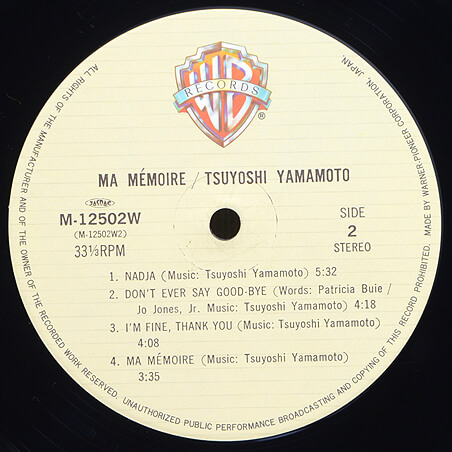 WB
RECORDS
®
MA MÉMOIRE / TSUYOSHI YAMAMOTO
JASRAC
M-12502W
(M-12502W2)
33⅓RPM
SIDE
2
STEREO
1. NADJA (Music: Tsuyoshi Yamamoto) 5:32
2. DON'T EVER SAY GOOD-BYE (Words: Patricia Buie /
Jo Jones, Jr. Music: Tsuyoshi Yamamoto) 4:18
3. I'M FINE, THANK YOU (Music: Tsuyoshi Yamamoto)
4:08
4. MA MÉMOIRE (Music: Tsuyoshi Yamamoto)
3:35
ALL RIGHTS OF THE MANUFACTURER AND OF THE OWNER OF THE RECORDED WORK RESERVED. UNAUTHORIZED PUBLIC PERFORMANCE BROADCASTING AND COPYING OF THIS RECORD PROHIBITED. MADE BY WARNER-PIONEER CORPORATION, JAPAN